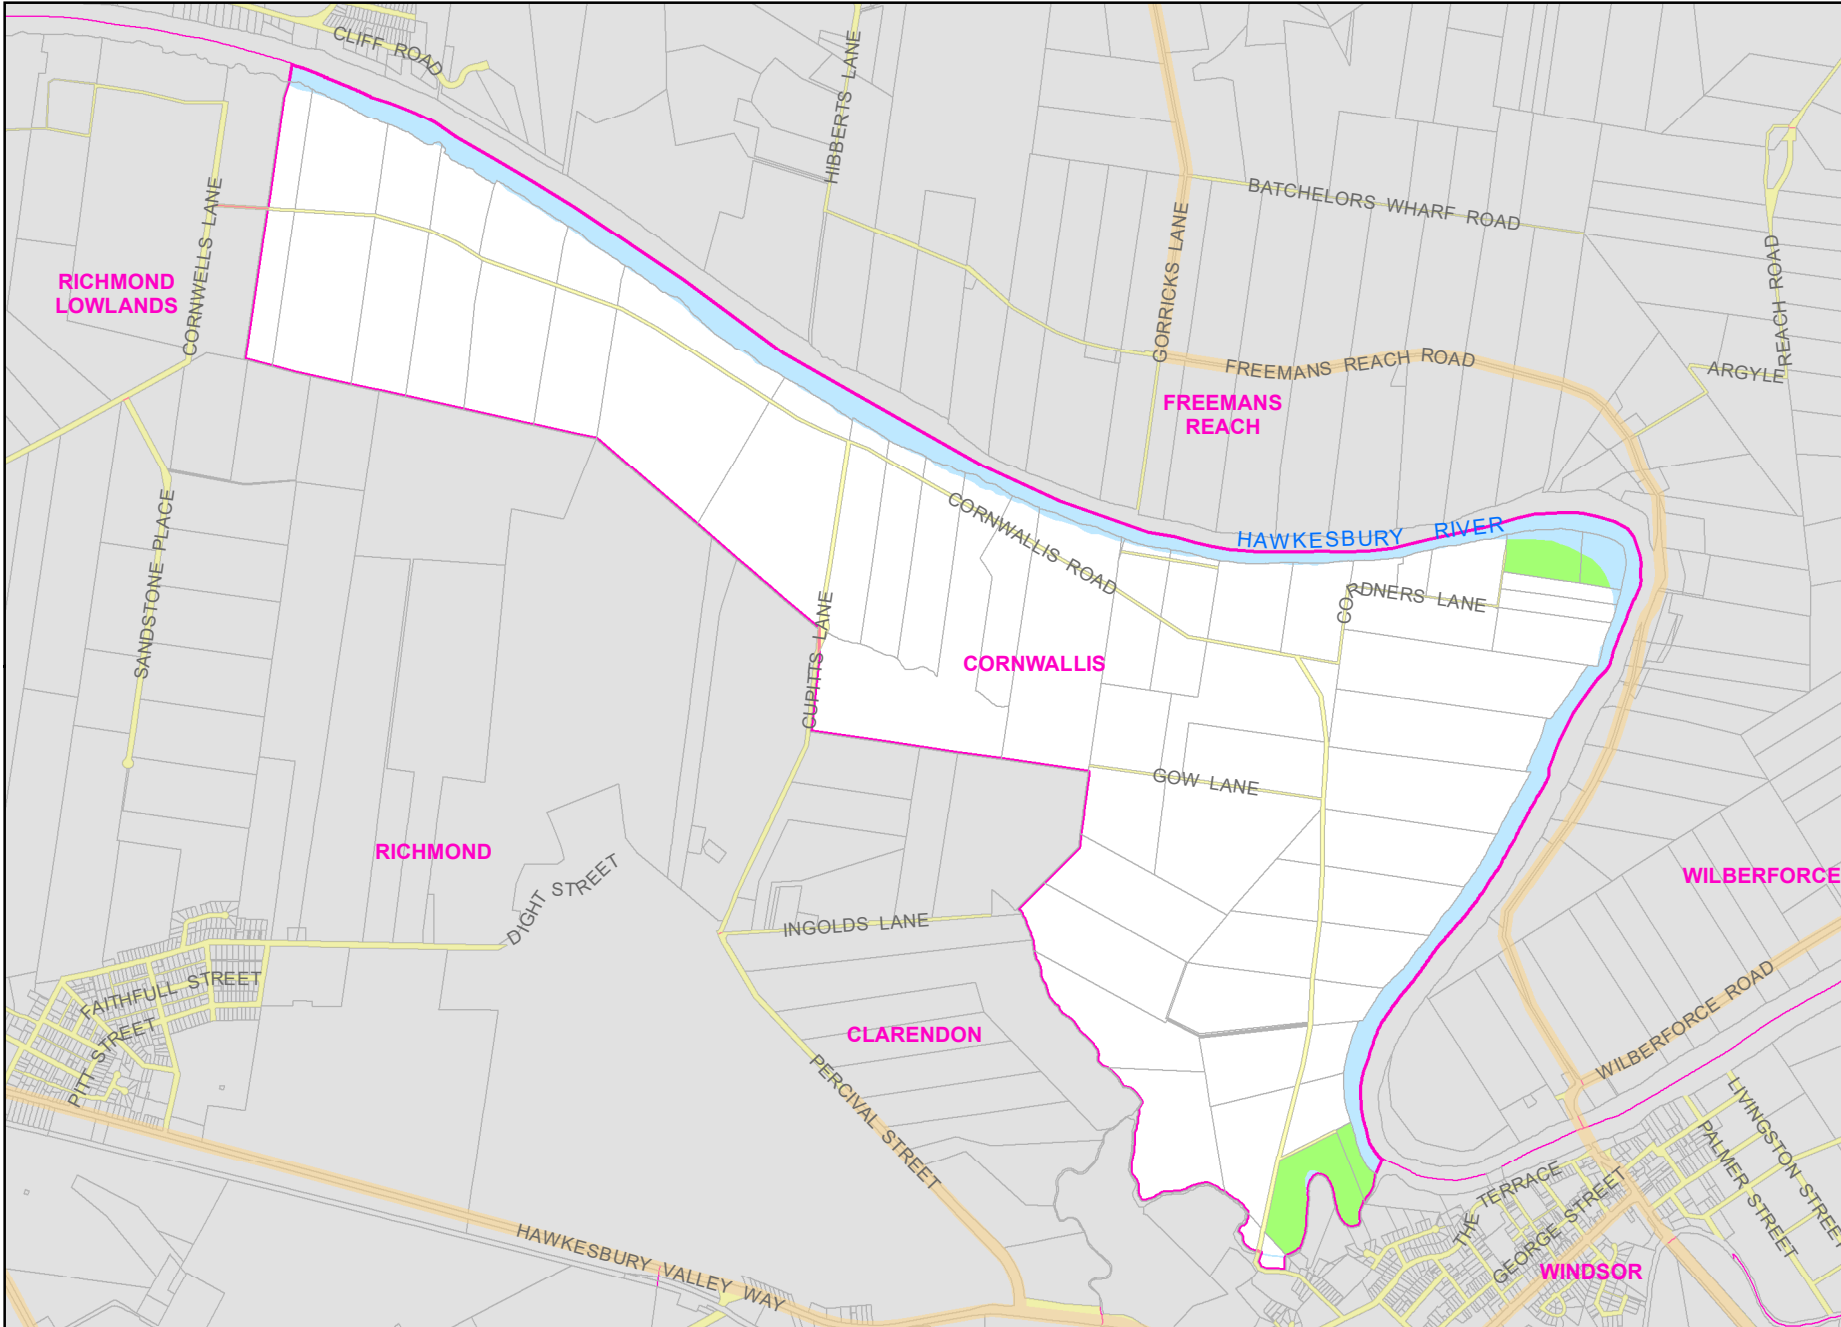 CLIFF ROAD
HIBBERTS LANE
BATCHELORS WHARF ROAD
GORRICKS LANE
CORNWELLS LANE
RICHMOND
LOWLANDS
REACH ROAD
ARGYLE
FREEMANS REACH ROAD
FREEMANS
REACH
SANDSTONE PLACE
CORNWALLIS ROAD
HAWKESBURY RIVER
CORDNERS LANE
CUPITTS LANE
CORNWALLIS
GOW LANE
RICHMOND
DIGHT STREET
INGOLDS LANE
WILBERFORCE
FAITHFULL STREET
PITT STREET
CLARENDON
PERCIVAL STREET
WILBERFORCE ROAD
LIVINGSTON STREET
PALMER STREET
THE TERRACE
GEORGE STREET
HAWKESBURY VALLEY WAY
WINDSOR